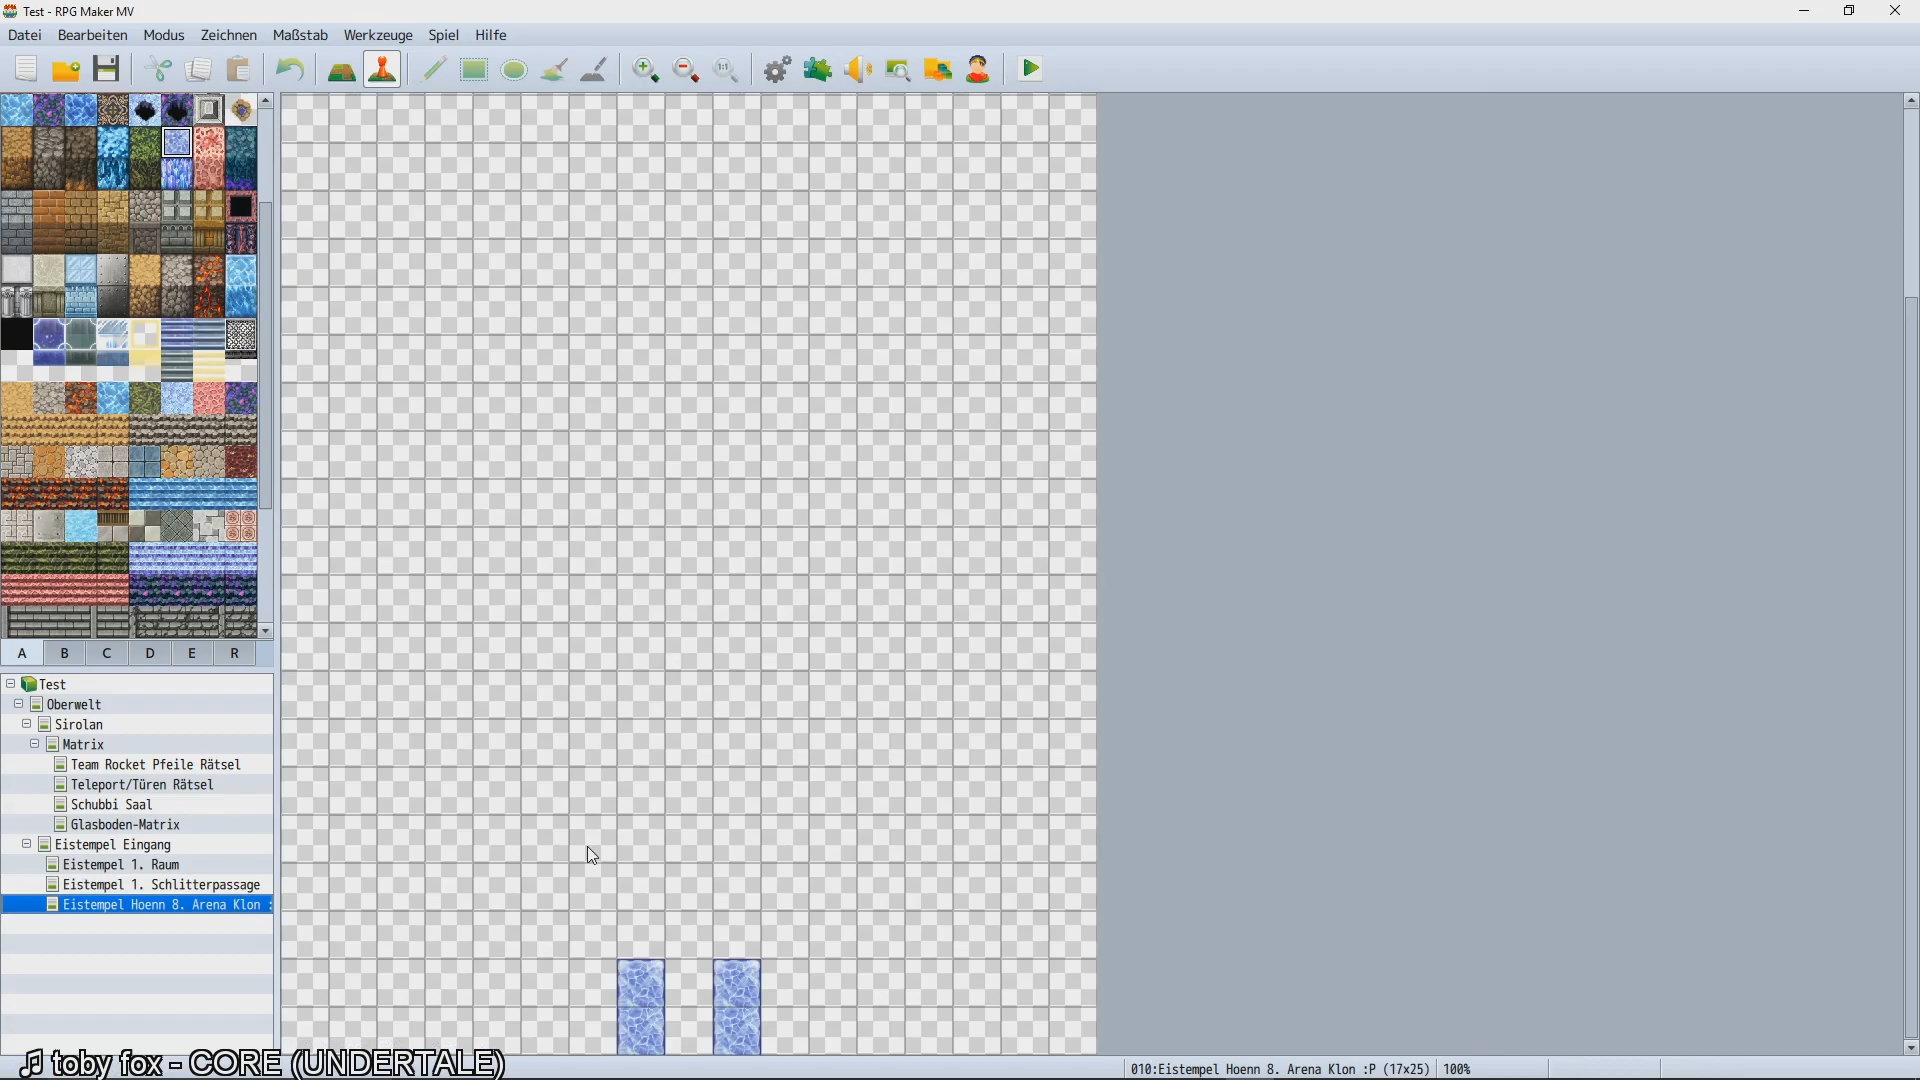 Test - RPG Maker MV
Datei Bearbeiten Modus Zeichnen Maßstab Werkzeuge Spiel Hilfe
1:1
A B C D E R
Test
Oberwelt
Sirolan
Matrix
Team Rocket Pfeile Rätsel
Teleport/Türen Rätsel
Schubbi Saal
Glasboden-Matrix
Eistempel Eingang
Eistempel 1. Raum
Eistempel 1. Schlitterpassage
Eistempel Hoenn 8. Arena Klon :
♫ toby fox - CORE (UNDERTALE)
010:Eistempel Hoenn 8. Arena Klon :P (17x25) 100%